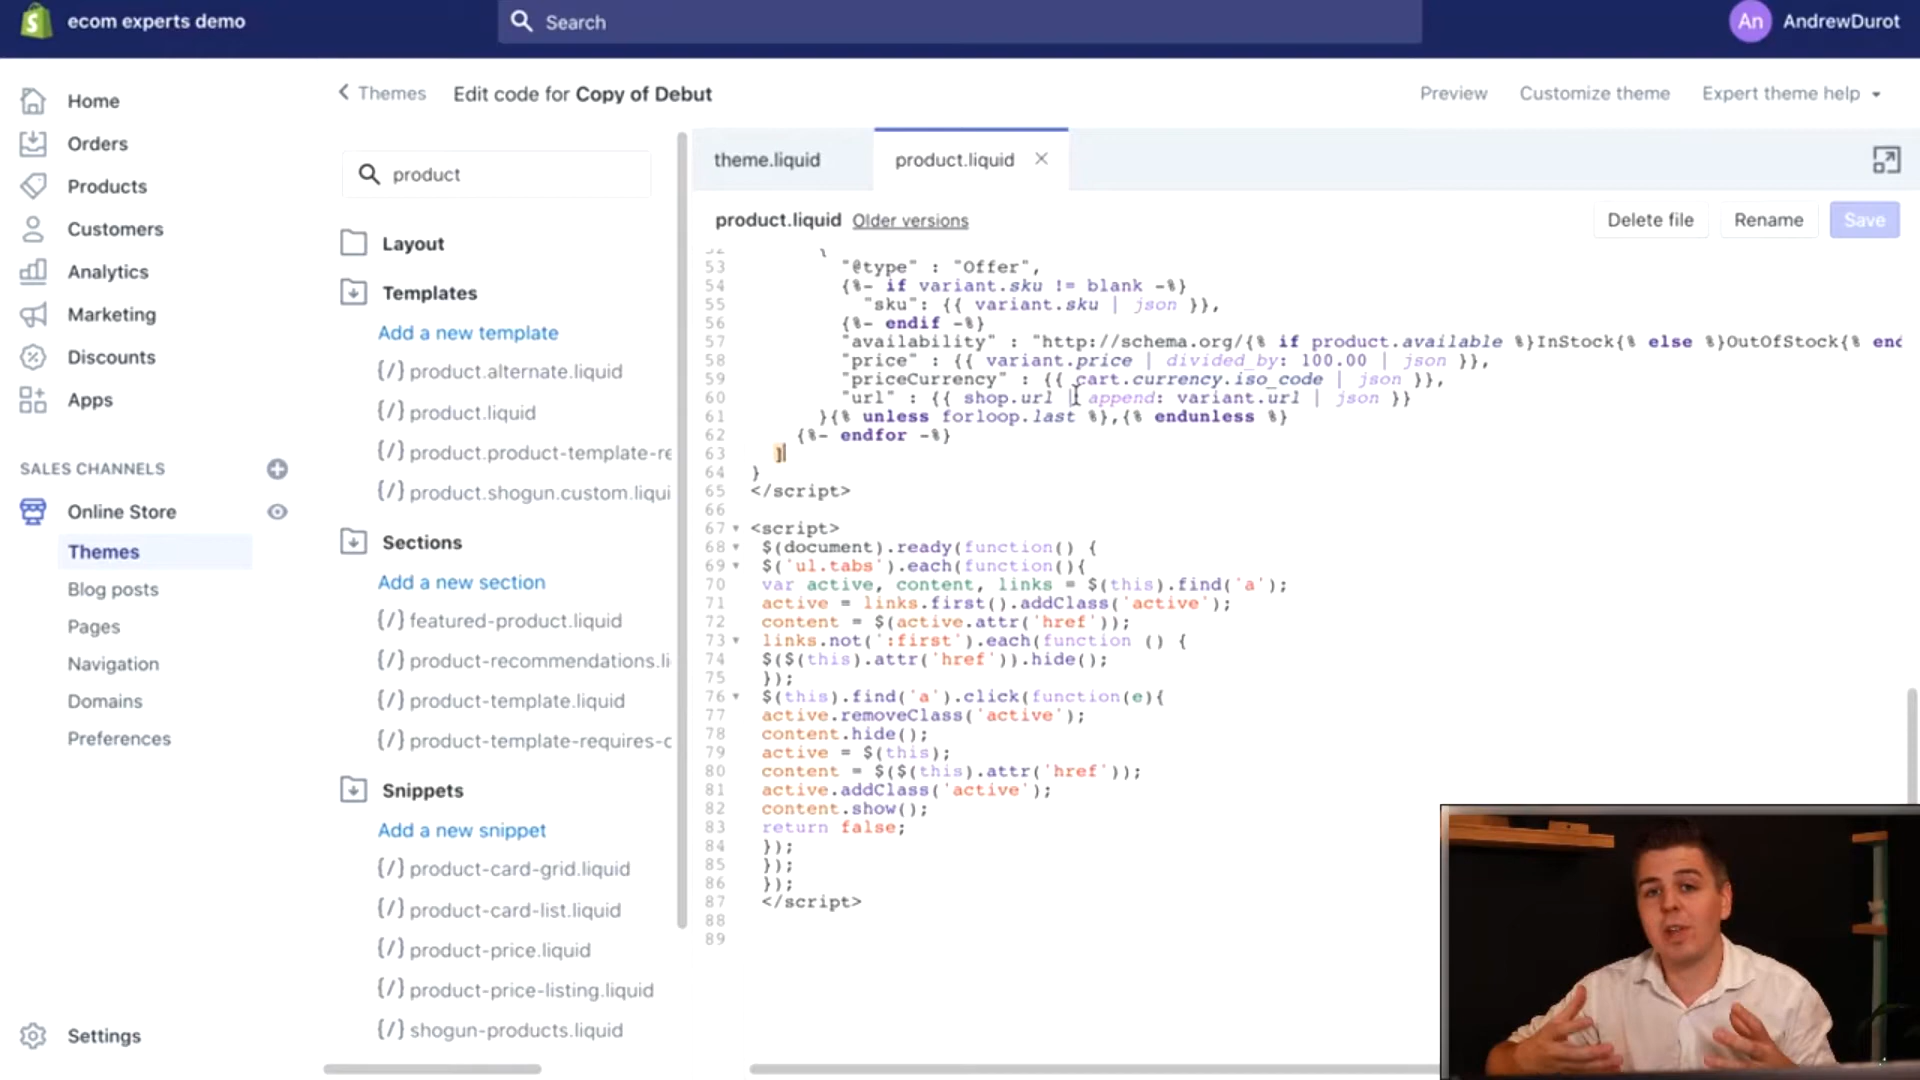 ecom experts demo
Search
An
AndrewDurot
Home
Orders
Products
Customers
Analytics
Marketing
Discounts
Apps
SALES CHANNELS
Online Store
Themes
Blog posts
Pages
Navigation
Domains
Preferences
Settings
Themes
Edit code for Copy of Debut
Preview
Customize theme
Expert theme help
product
Layout
Templates
Add a new template
{/} product.alternate.liquid
{/} product.liquid
{/} product.product-template-re
{/} product.shogun.custom.liqui
Sections
Add a new section
{/} featured-product.liquid
{/} product-recommendations.li
{/} product-template.liquid
{/} product-template-requires-c
Snippets
Add a new snippet
{/} product-card-grid.liquid
{/} product-card-list.liquid
{/} product-price.liquid
{/} product-price-listing.liquid
{/} shogun-products.liquid
theme.liquid
product.liquid
product.liquid Older versions
Delete file
Rename
Save
52 {
53 "@type" : "Offer",
54 {%- if variant.sku != blank -%}
55 "sku": {{ variant.sku | json }},
56 {%- endif -%}
57 "availability" : "http://schema.org/{% if product.available %}InStock{% else %}OutOfStock{% end
58 "price" : {{ variant.price | divided_by: 100.00 | json }},
59 "priceCurrency" : {{ cart.currency.iso_code | json }},
60 "url" : {{ shop.url | append: variant.url | json }}
61 }{% unless forloop.last %},{% endunless %}
62 {%- endfor -%}
63 ]
64 }
65 </script>
66
67 <script>
68 $(document).ready(function() {
69 $('ul.tabs').each(function(){
70 var active, content, links = $(this).find('a');
71 active = links.first().addClass('active');
72 content = $(active.attr('href'));
73 links.not(':first').each(function () {
74 $($(this).attr('href')).hide();
75 });
76 $(this).find('a').click(function(e){
77 active.removeClass('active');
78 content.hide();
79 active = $(this);
80 content = $($(this).attr('href'));
81 active.addClass('active');
82 content.show();
83 return false;
84 });
85 });
86 });
87 </script>
88
89